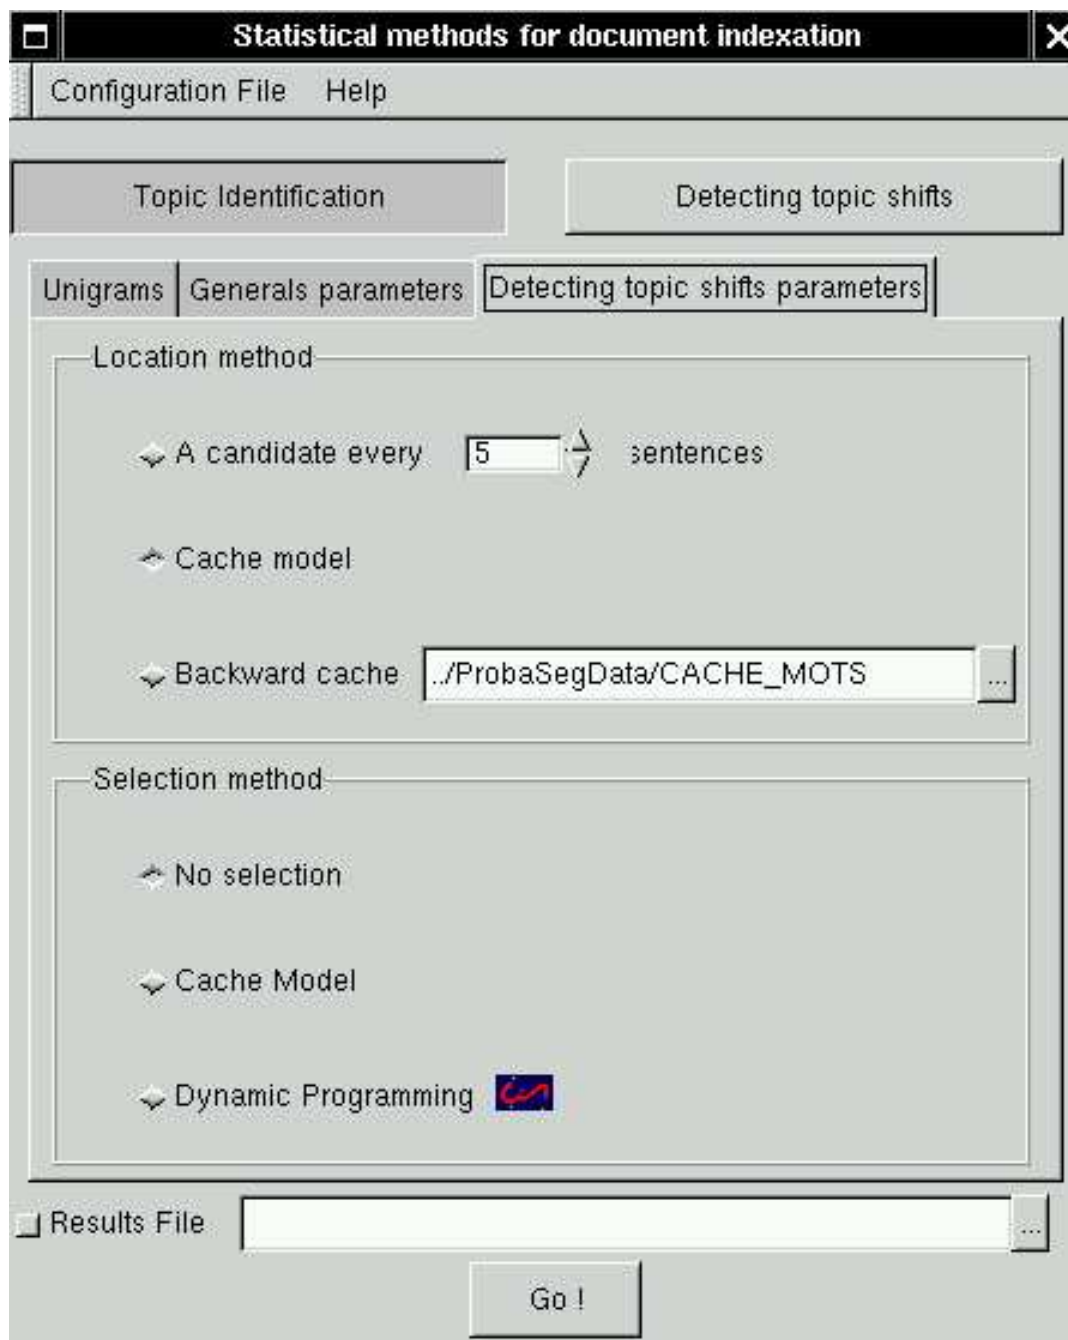 Statistical methods for document indexation
Configuration File Help
Topic Identification Detecting topic shifts
Unigrams Generals parameters Detecting topic shifts parameters
Location method
A candidate every 5 sentences
Cache model
Backward cache ../ProbaSegData/CACHE_MOTS ...
Selection method
No selection
Cache Model
Dynamic Programming
Results File ...
Go !